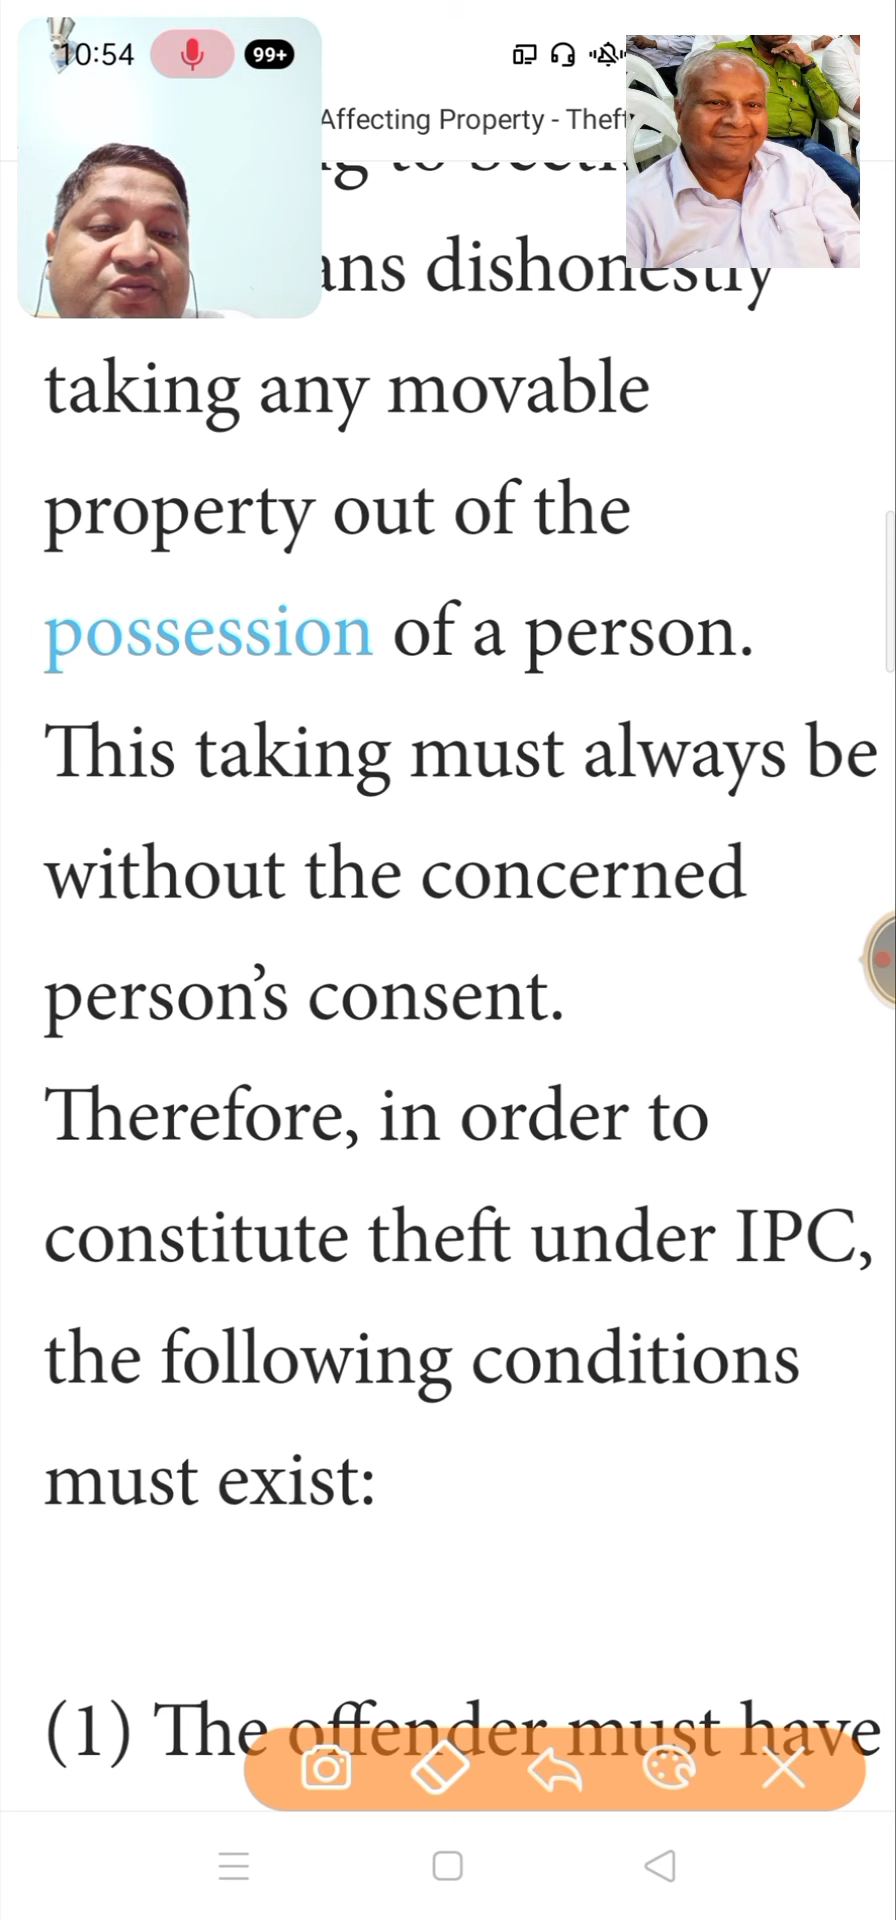 10:54
99+
Affecting Property - Theft
ans dishonestly
taking any movable
property out of the
possession of a person.
This taking must always be
without the concerned
person’s consent.
Therefore, in order to
constitute theft under IPC,
the following conditions
must exist:
(1) The offender must have